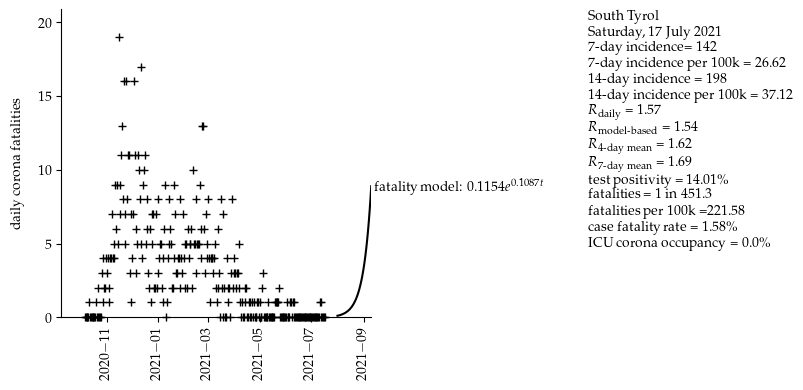 20
15
10
5
0
daily corona fatalities
2020−11
2021−01
2021−03
2021−05
2021−07
2021−09
fatality model: 0.1154e^0.1087t
South Tyrol
Saturday, 17 July 2021
7-day incidence= 142
7-day incidence per 100k = 26.62
14-day incidence = 198
14-day incidence per 100k = 37.12
R_daily = 1.57
R_model-based = 1.54
R_4-day mean = 1.62
R_7-day mean = 1.69
test positivity = 14.01%
fatalities = 1 in 451.3
fatalities per 100k =221.58
case fatality rate = 1.58%
ICU corona occupancy = 0.0%